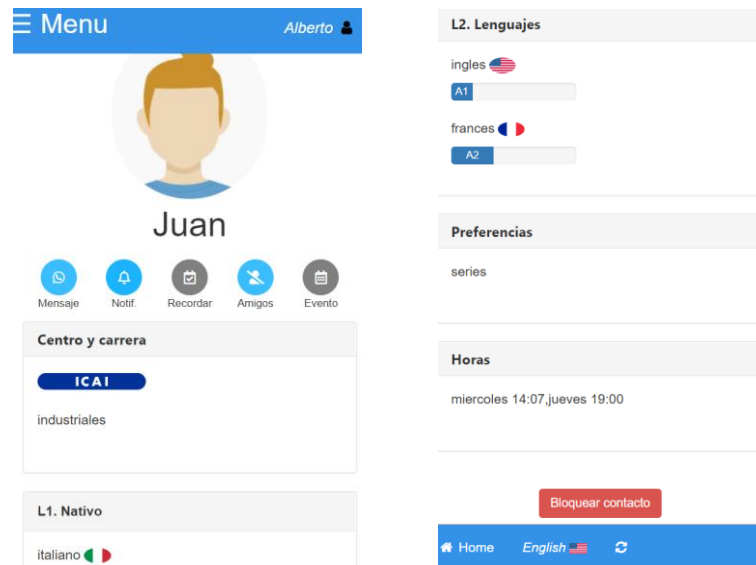 Menu
Alberto
Juan
Mensaje Notif. Recordar Amigos Evento
Centro y carrera
ICAI
industriales
L1. Nativo
italiano
L2. Lenguajes
ingles
A1
frances
A2
Preferencias
series
Horas
miercoles 14:07,jueves 19:00
Bloquear contacto
Home English